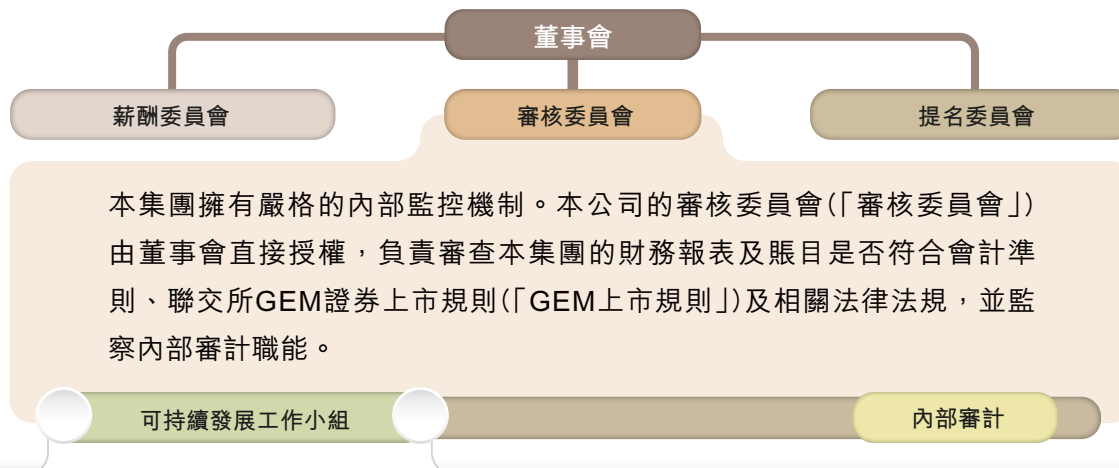 董事會
薪酬委員會
審核委員會
提名委員會
本集團擁有嚴格的內部監控機制。本公司的審核委員會(「審核委員會」)
由董事會直接授權，負責審查本集團的財務報表及賬目是否符合會計準
則、聯交所GEM證券上市規則(「GEM上市規則」)及相關法律法規，並監
察內部審計職能。
可持續發展工作小組
內部審計